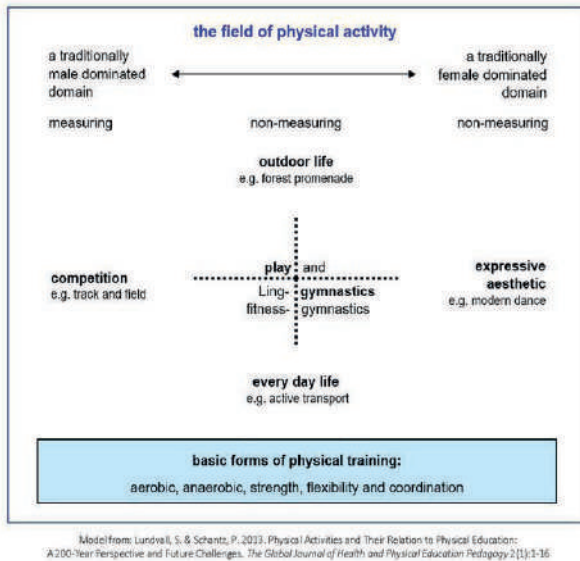 the field of physical activity
a traditionally
male dominated
domain
a traditionally
female dominated
domain
measuring
non-measuring
non-measuring
outdoor life
e.g. forest promenade
competition
e.g. track and field
play and
Ling- gymnastics
fitness- gymnastics
expressive
aesthetic
e.g. modern dance
every day life
e.g. active transport
basic forms of physical training:
aerobic, anaerobic, strength, flexibility and coordination
Model from: Lundvall, S. & Schantz, P. 2013. Physical Activities and Their Relation to Physical Education:
A 200-Year Perspective and Future Challenges. The Global Journal of Health and Physical Education Pedagogy 2(1):1-16